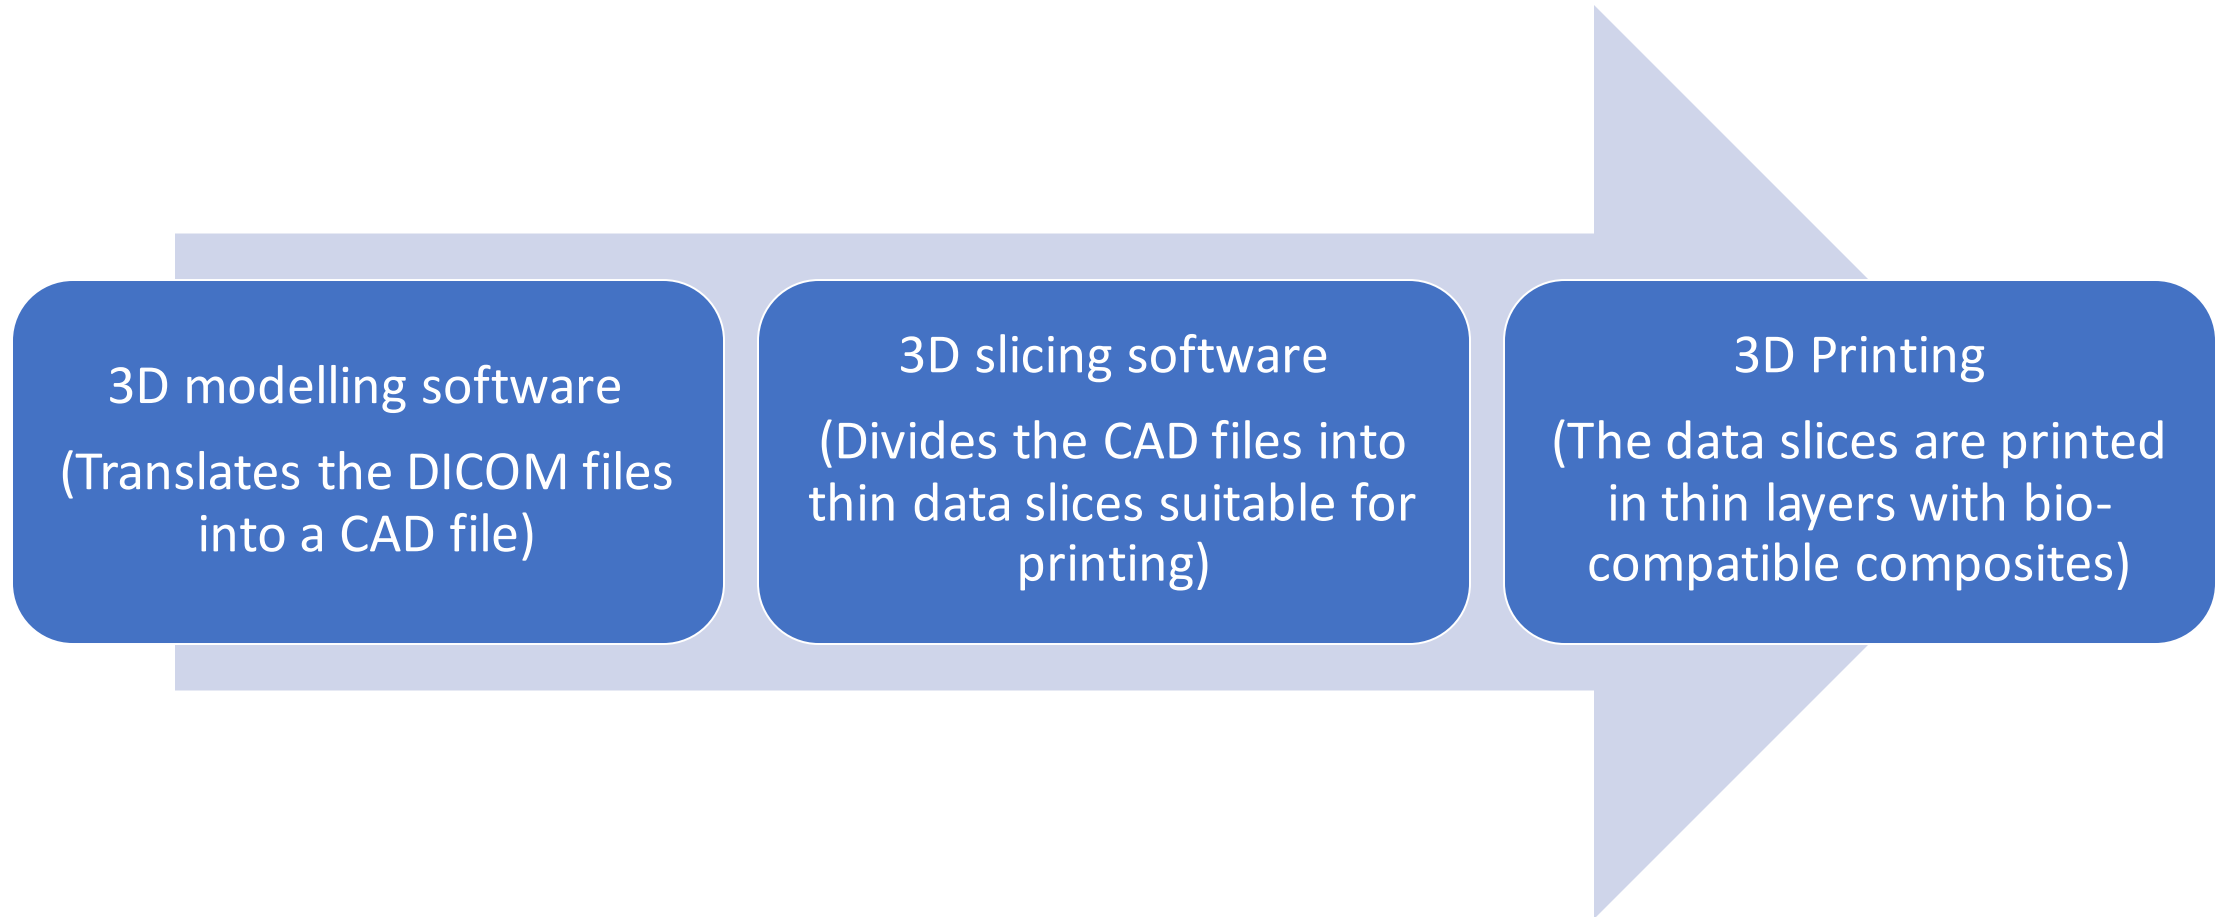 3D modelling software
(Translates the DICOM files
into a CAD file)
3D slicing software
(Divides the CAD files into
thin data slices suitable for
printing)
3D Printing
(The data slices are printed
in thin layers with bio-
compatible composites)